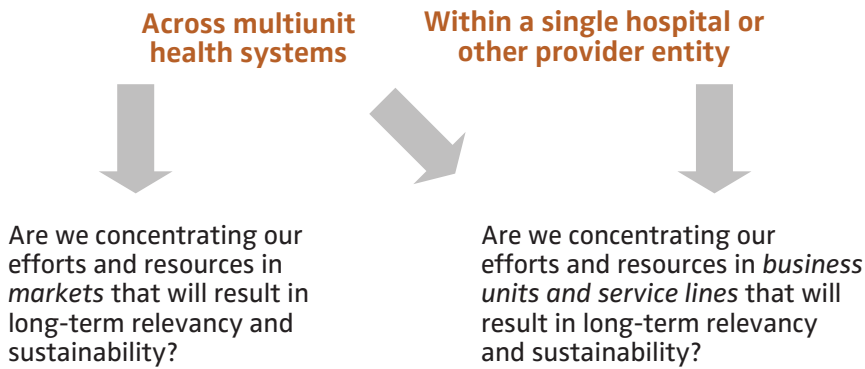 Across multiunit
health systems
Within a single hospital or
other provider entity
Are we concentrating our
efforts and resources in
markets that will result in
long-term relevancy and
sustainability?
Are we concentrating our
efforts and resources in business
units and service lines that will
result in long-term relevancy
and sustainability?